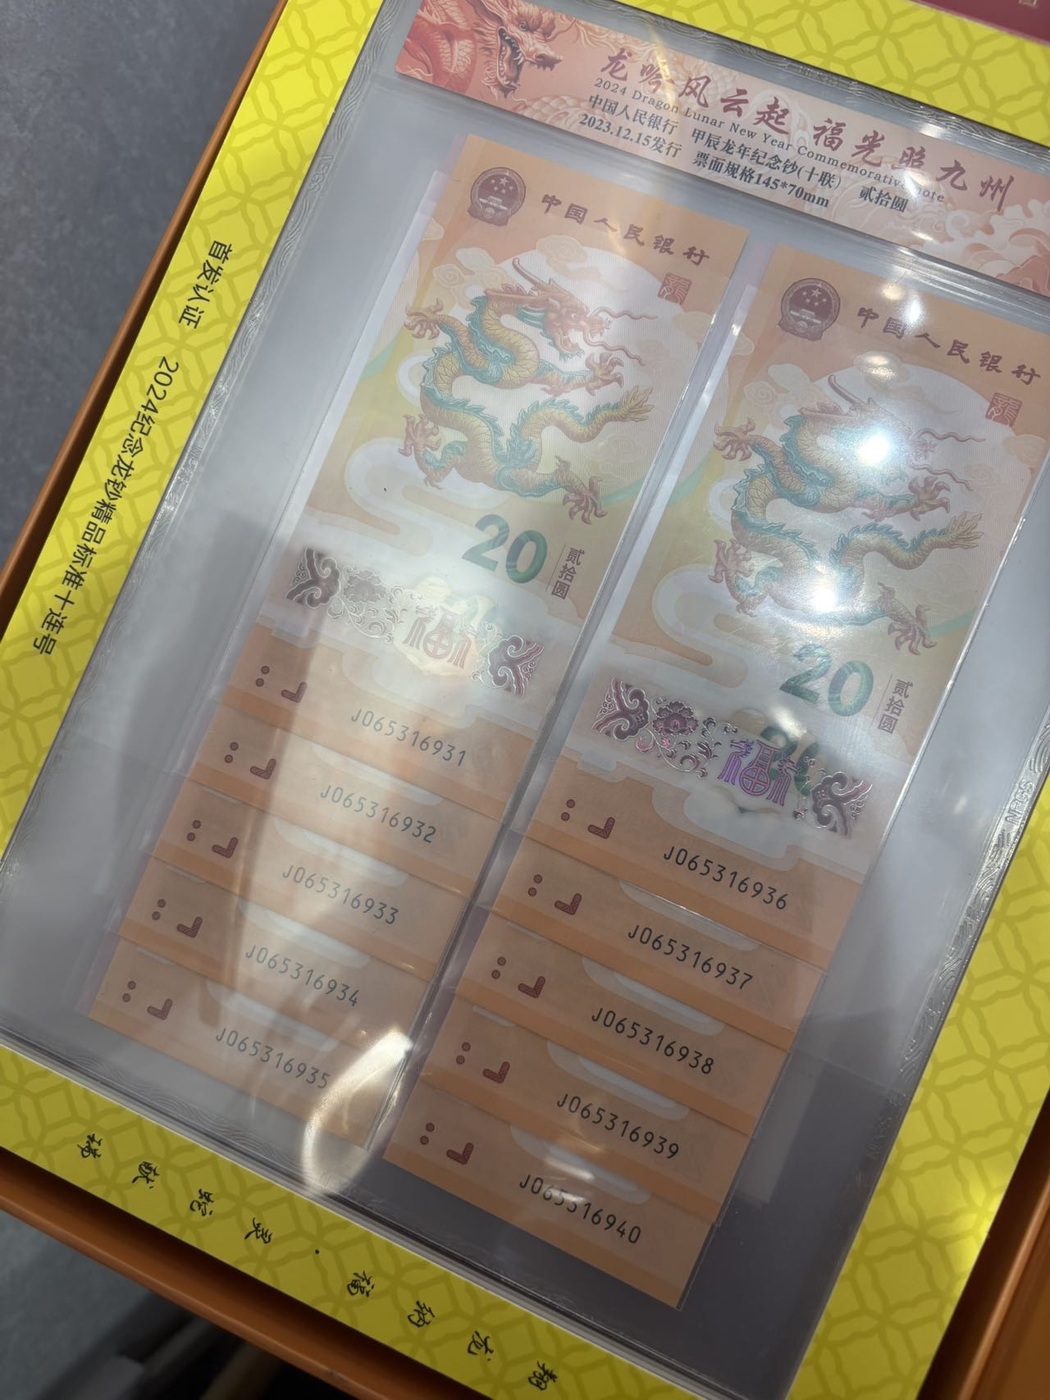 龙吟风云起 福光照九州
2024 Dragon Lunar New Year Commemorative Note
中国人民银行 甲辰龙年纪念钞(十联) 贰拾圆
2023.12.15发行 票面规格145*70mm
首发认证 2024纪念龙钞精品标准十连号
中国人民银行
20
贰拾圆
福
J065316931
J065316932
J065316933
J065316934
J065316935
中国人民银行
20
贰拾圆
福
J065316936
J065316937
J065316938
J065316939
J065316940